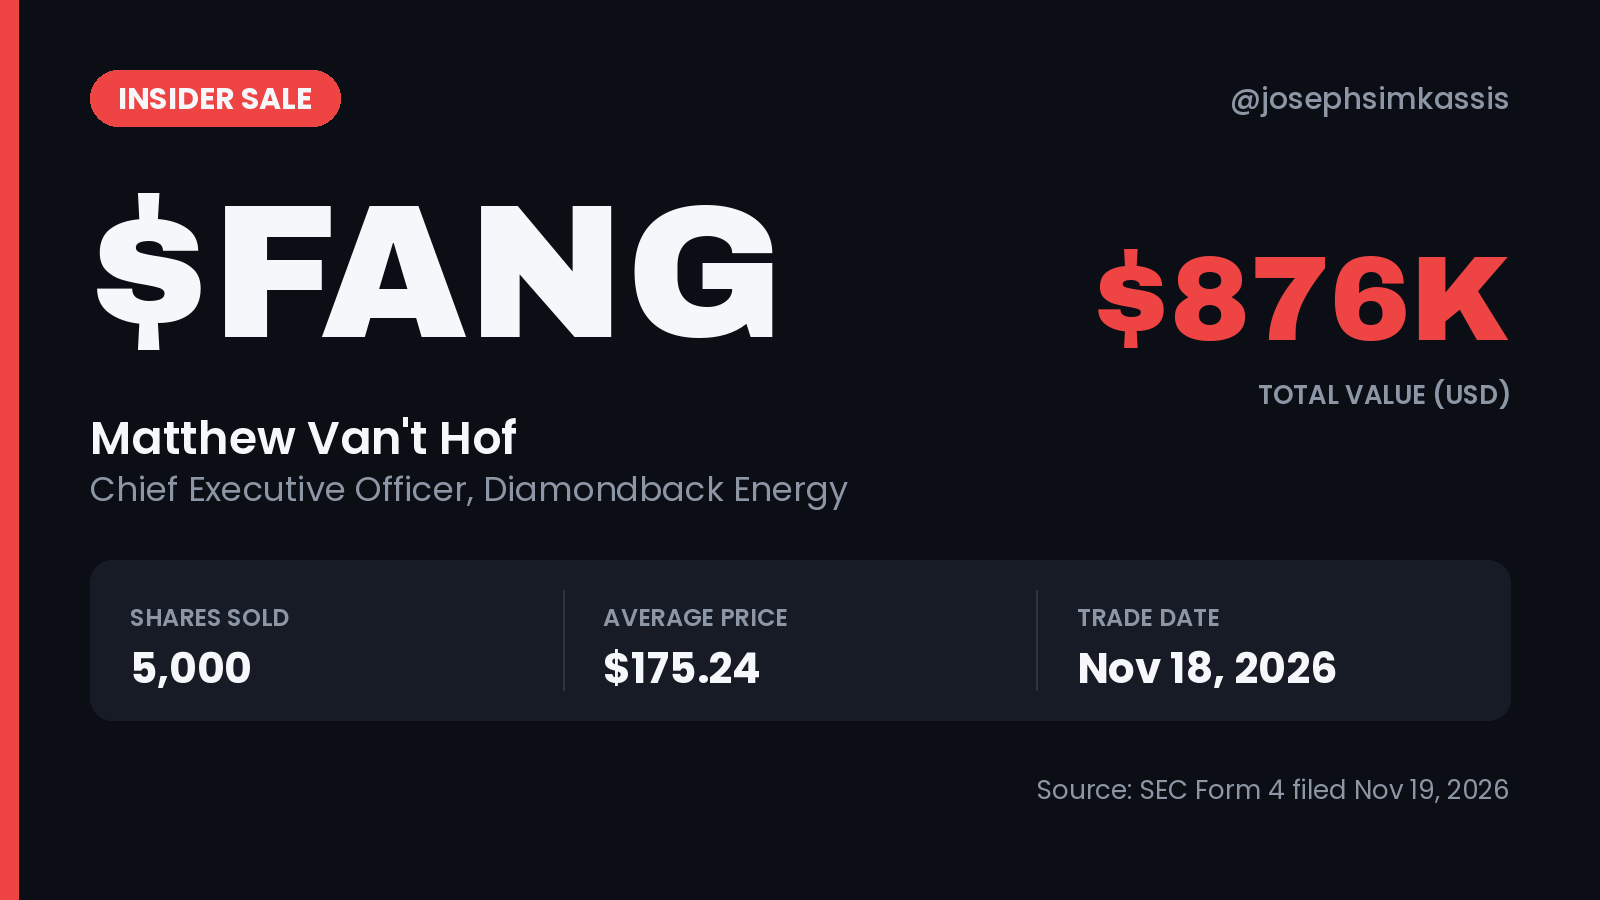 INSIDER SALE
@josephsimkassis
$FANG
$876K
TOTAL VALUE (USD)
Matthew Van't Hof
Chief Executive Officer, Diamondback Energy
SHARES SOLD
5,000
AVERAGE PRICE
$175.24
TRADE DATE
Nov 18, 2026
Source: SEC Form 4 filed Nov 19, 2026